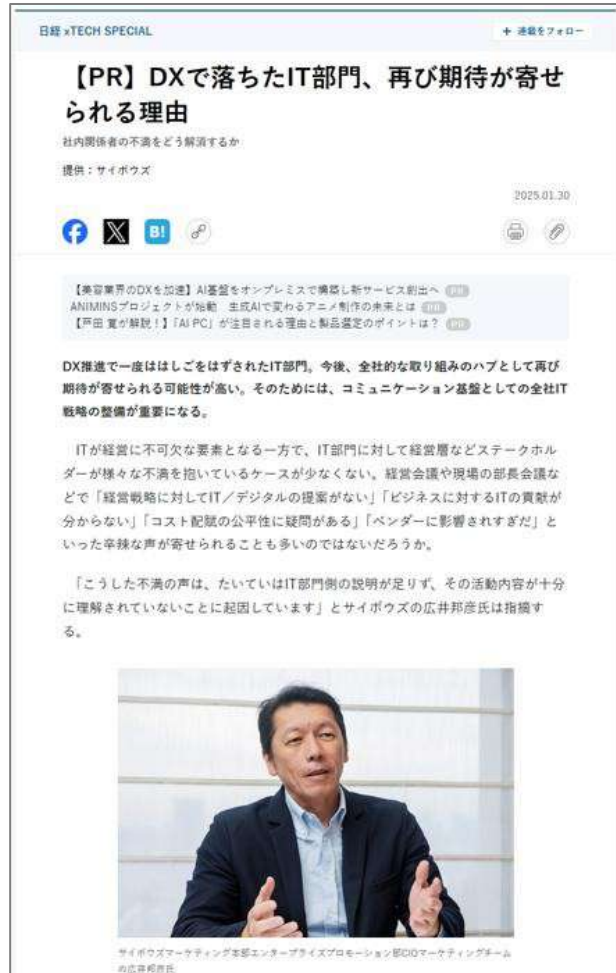 日経 xTECH SPECIAL
+ 連載をフォロー
【PR】DXで落ちたIT部門、再び期待が寄せ
られる理由
社内関係者の不満をどう解消するか
提供：サイボウズ
2025.01.30
B!
【美容業界のDXを加速】AI基盤をオンプレミスで構築し新サービス創出へ PR
ANIMINSプロジェクトが始動　生成AIで変わるアニメ制作の未来とは PR
【戸田 覚が解説！】「AI PC」が注目される理由と製品選定のポイントは？ PR
DX推進で一度ははしごをはずされたIT部門。今後、全社的な取り組みのハブとして再び
期待が寄せられる可能性が高い。そのためには、コミュニケーション基盤としての全社IT
戦略の整備が重要になる。
ITが経営に不可欠な要素となる一方で、IT部門に対して経営層などステークホル
ダーが様々な不満を抱いているケースが少なくない。経営会議や現場の部長会議な
どで「経営戦略に対してIT／デジタルの提案がない」「ビジネスに対するITの貢献が
分からない」「コスト配賦の公平性に疑問がある」「ベンダーに影響されすぎだ」と
いった辛辣な声が寄せられることも多いのではないだろうか。
「こうした不満の声は、たいていはIT部門側の説明が足りず、その活動内容が十分
に理解されていないことに起因しています」とサイボウズの広井邦彦氏は指摘す
る。
サイボウズマーケティング本部エンタープライズプロモーション部CIOマーケティングチーム
の広井邦彦氏